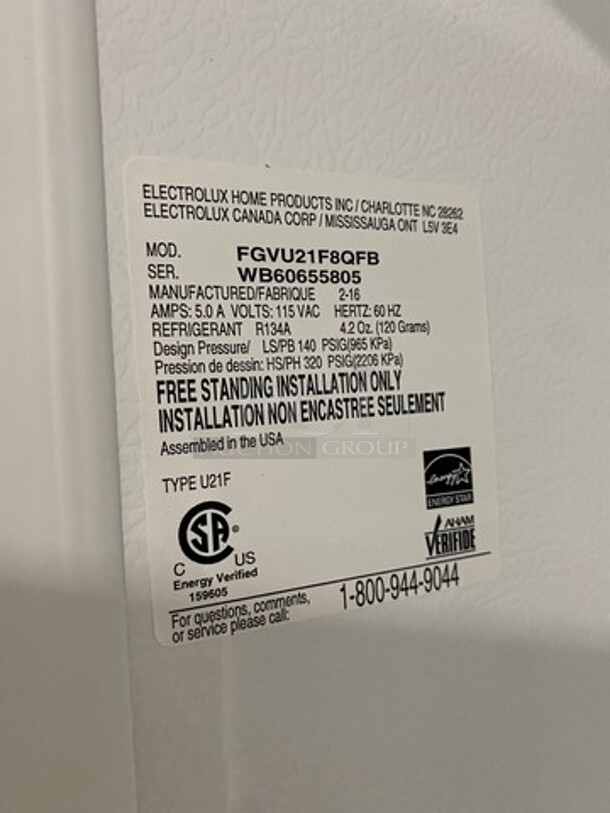 ELECTROLUX HOME PRODUCTS INC / CHARLOTTE NC 28262
ELECTROLUX CANADA CORP / MISSISSAUGA ONT L5V 3E4
MOD. FGVU21F8QFB
SER. WB60655805
MANUFACTURED/FABRIQUE 2-16
AMPS: 5.0 A VOLTS: 115 VAC HERTZ: 60 HZ
REFRIGERANT R134A 4.2 Oz. (120 Grams)
Design Pressure/ LS/PB 140 PSIG(965 KPa)
Pression de dessin: HS/PH 320 PSIG(2206 KPa)
FREE STANDING INSTALLATION ONLY
INSTALLATION NON ENCASTREE SEULEMENT
Assembled in the USA
AUCTION GROUP
TYPE U21F
energy
ENERGY STAR
CSA ®
C US
AHAM
VERIFIDE
Energy Verified
159605
For questions, comments,
or service please call:
1-800-944-9044